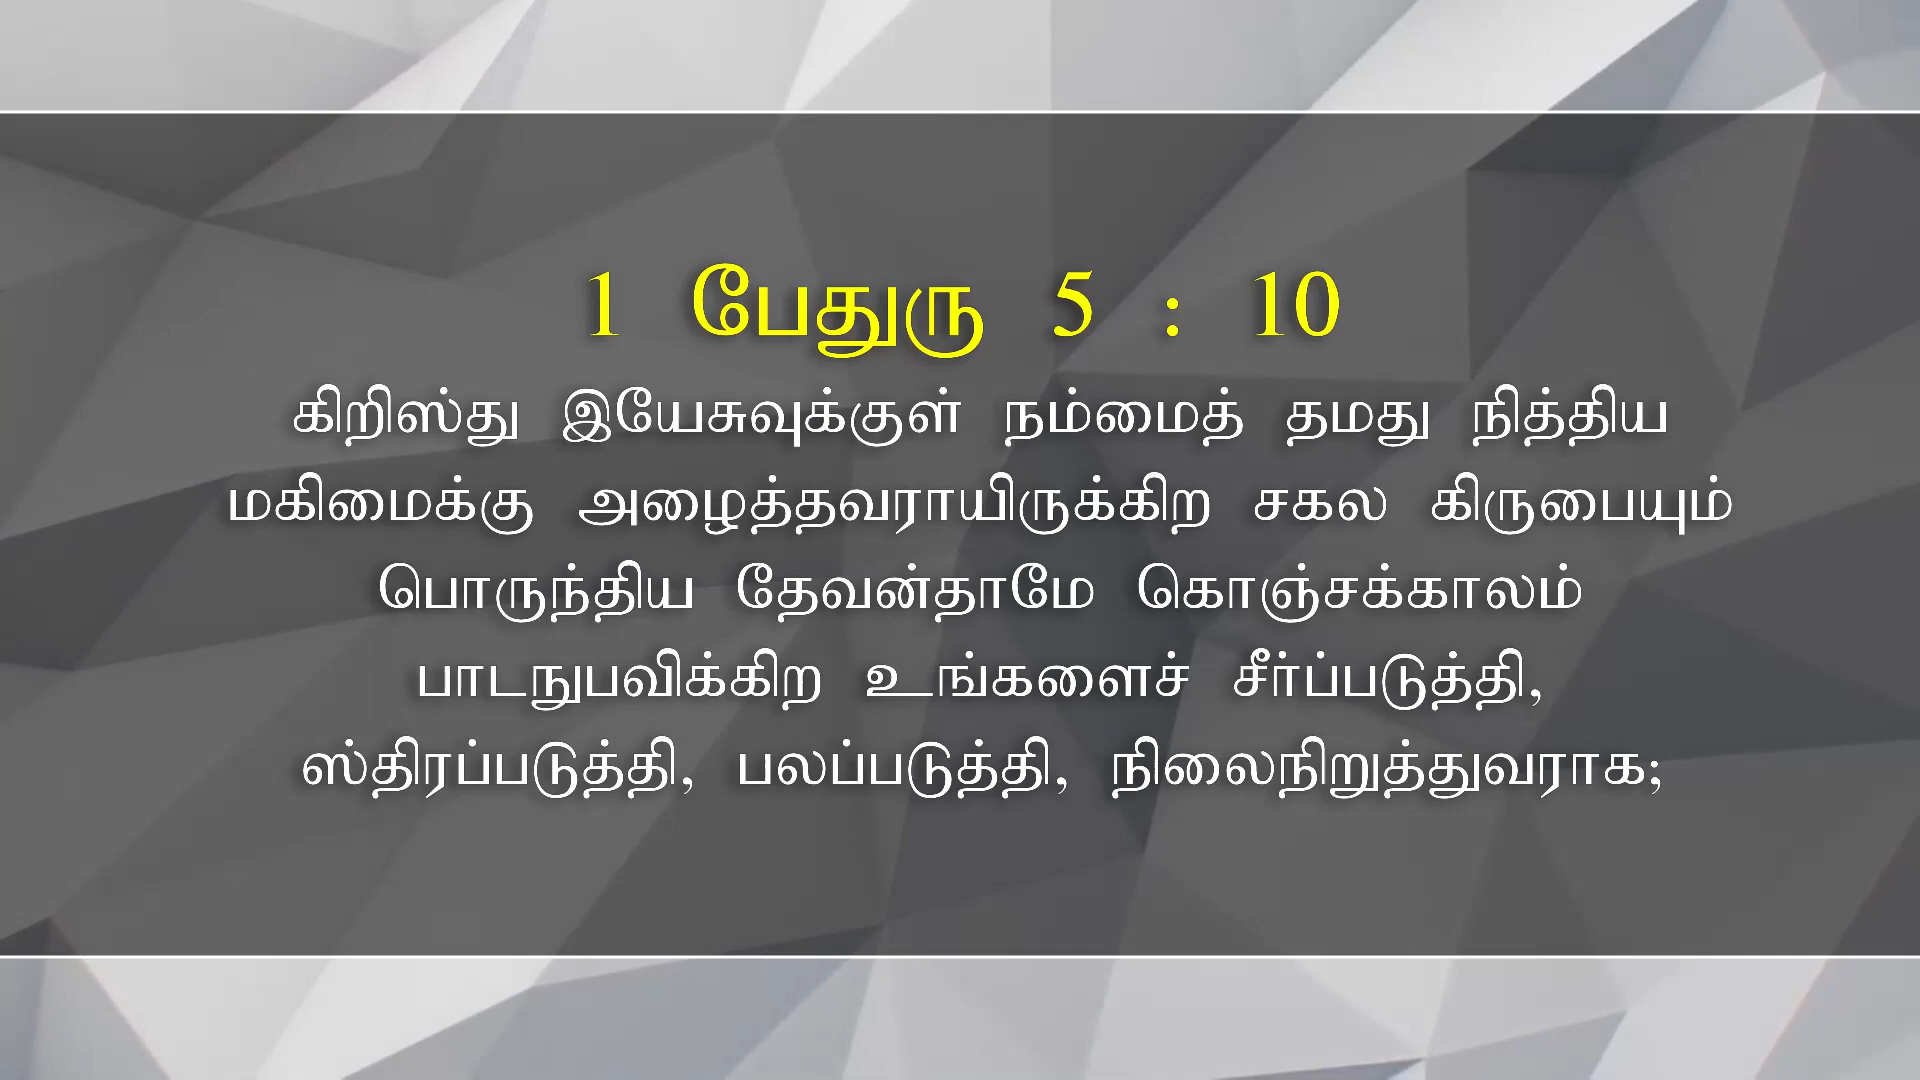 1 பேதுரு 5 : 10
கிறிஸ்து இயேசுவுக்குள் நம்மைத் தமது நித்திய
மகிமைக்கு அழைத்தவராயிருக்கிற சகல கிருபையும்
பொருந்திய தேவன்தாமே கொஞ்சக்காலம்
பாடநுபவிக்கிற உங்களைச் சீர்ப்படுத்தி,
ஸ்திரப்படுத்தி, பலப்படுத்தி, நிலைநிறுத்துவராக;